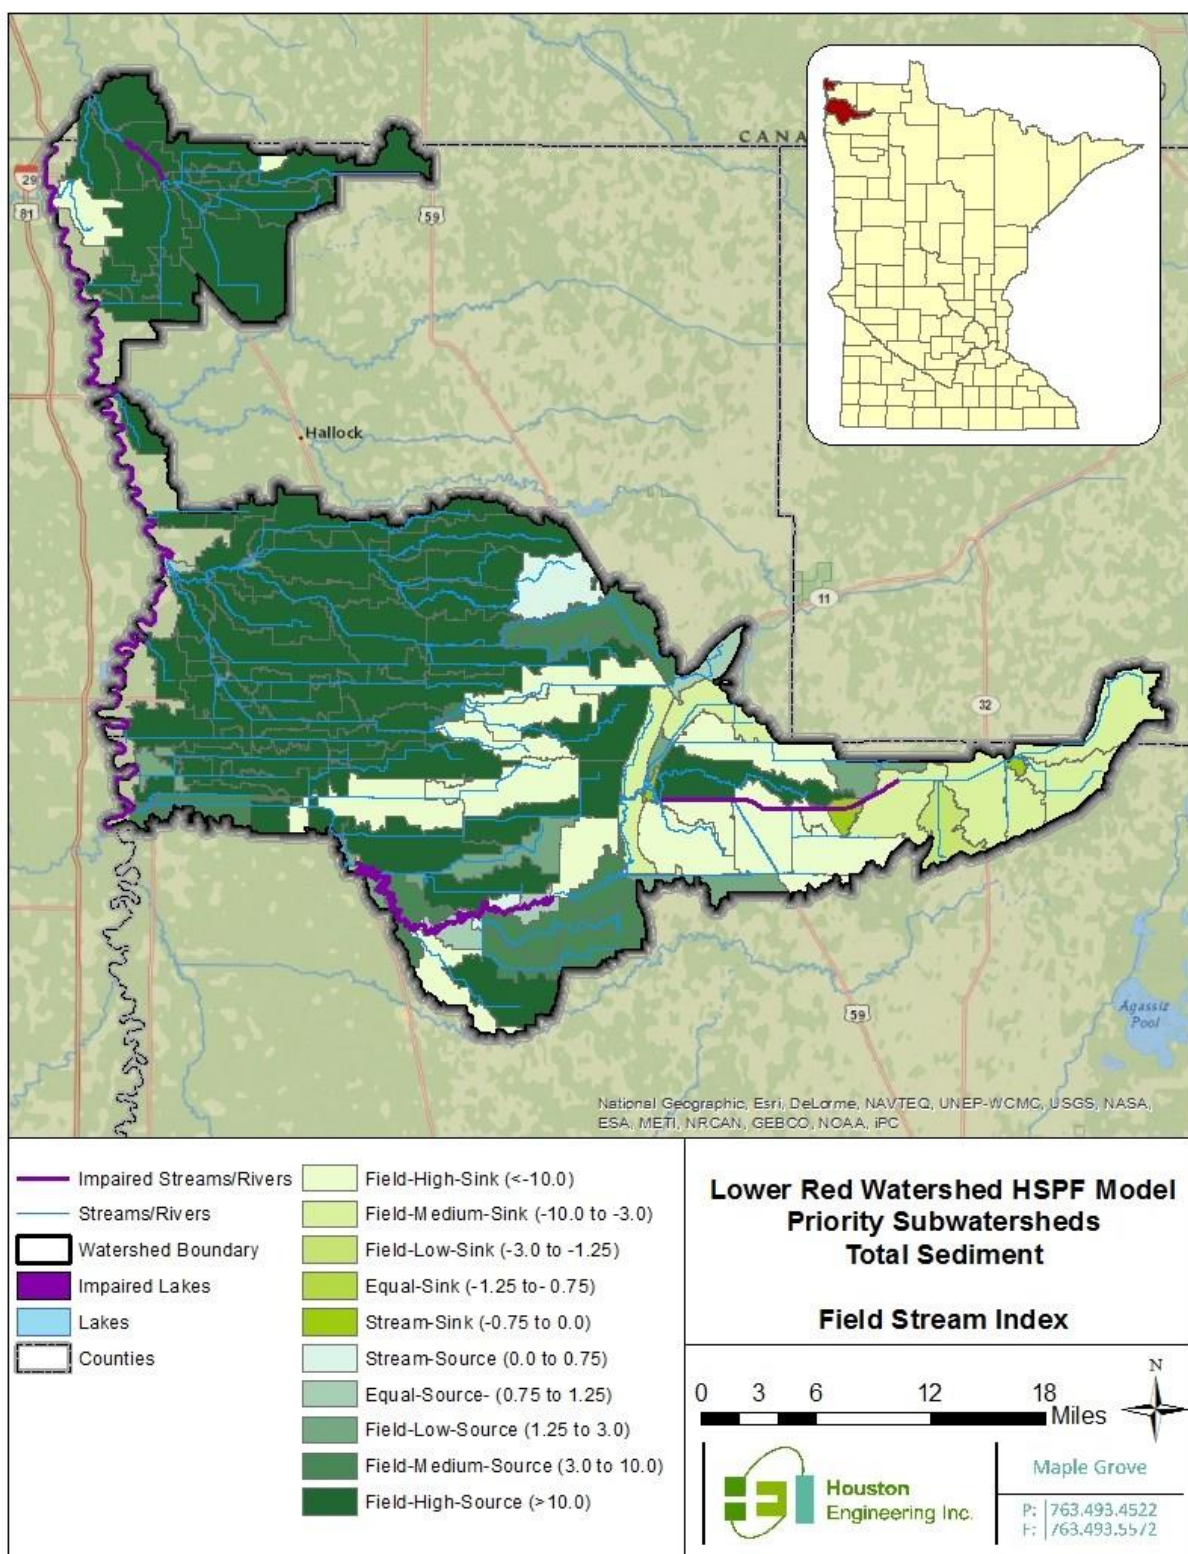 CANA
29
81
59
Hallock
11
32
59
Agassiz
Pool
National Geographic, Esri, DeLorme, NAVTEQ, UNEP-WCMC, USGS, NASA,
ESA, METI, NRCAN, GEBCO, NOAA, iPC
Impaired Streams/Rivers
Streams/Rivers
Watershed Boundary
Impaired Lakes
Lakes
Counties
Field-High-Sink (<-10.0)
Field-Medium-Sink (-10.0 to -3.0)
Field-Low-Sink (-3.0 to -1.25)
Equal-Sink (-1.25 to- 0.75)
Stream-Sink (-0.75 to 0.0)
Stream-Source (0.0 to 0.75)
Equal-Source- (0.75 to 1.25)
Field-Low-Source (1.25 to 3.0)
Field-Medium-Source (3.0 to 10.0)
Field-High-Source (>10.0)
Lower Red Watershed HSPF Model
Priority Subwatersheds
Total Sediment
Field Stream Index
0 3 6 12 18
Miles
N
Houston
Engineering Inc.
Maple Grove
P: 763.493.4522
F: 763.493.5572